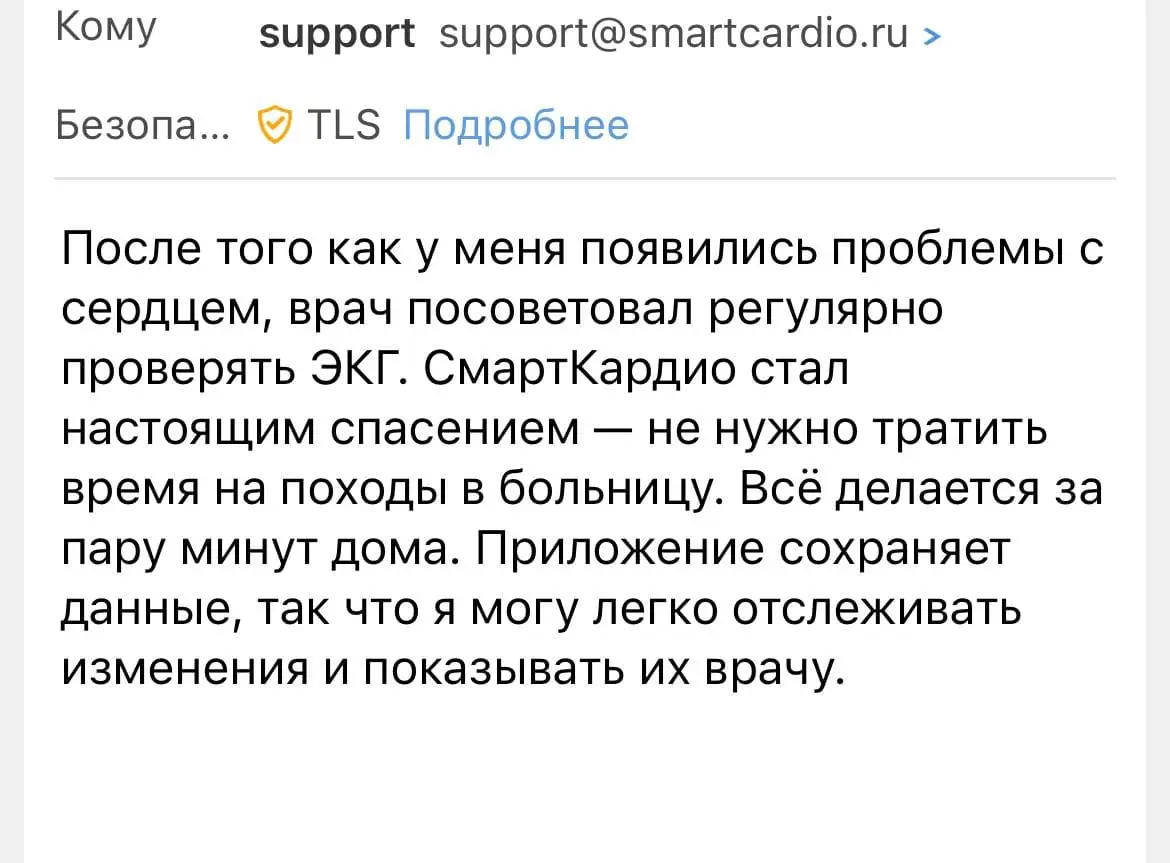 Кому support support@smartcardio.ru >
Безопа... TLS Подробнее
После того как у меня появились проблемы с
сердцем, врач посоветовал регулярно
проверять ЭКГ. СмартКардио стал
настоящим спасением — не нужно тратить
время на походы в больницу. Всё делается за
пару минут дома. Приложение сохраняет
данные, так что я могу легко отслеживать
изменения и показывать их врачу.